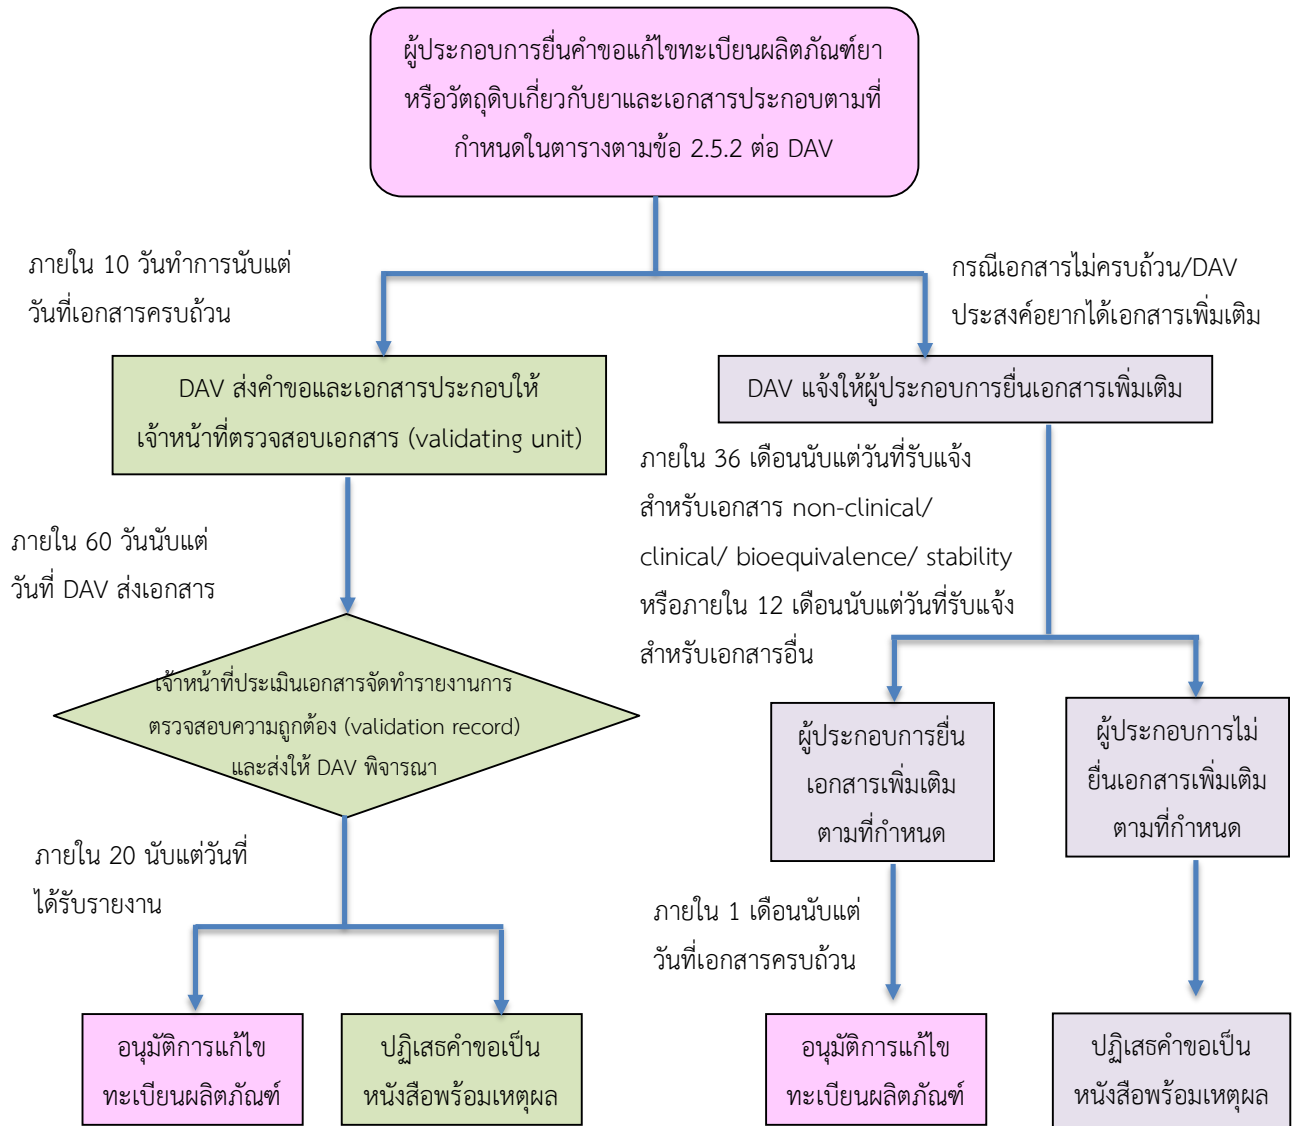 ผู้ประกอบการยื่นคำขอแก้ไขทะเบียนผลิตภัณฑ์ยา
หรือวัตถุดิบเกี่ยวกับยาและเอกสารประกอบตามที่
กำหนดในตารางตามข้อ 2.5.2 ต่อ DAV
ภายใน 10 วันทำการนับแต่
วันที่เอกสารครบถ้วน
กรณีเอกสารไม่ครบถ้วน/DAV
ประสงค์อยากได้เอกสารเพิ่มเติม
DAV ส่งคำขอและเอกสารประกอบให้
เจ้าหน้าที่ตรวจสอบเอกสาร (validating unit)
DAV แจ้งให้ผู้ประกอบการยื่นเอกสารเพิ่มเติม
ภายใน 60 วันนับแต่
วันที่ DAV ส่งเอกสาร
ภายใน 36 เดือนนับแต่วันที่รับแจ้ง
สำหรับเอกสาร non-clinical/
clinical/ bioequivalence/ stability
หรือภายใน 12 เดือนนับแต่วันที่รับแจ้ง
สำหรับเอกสารอื่น
เจ้าหน้าที่ประเมินเอกสารจัดทำรายงานการ
ตรวจสอบความถูกต้อง (validation record)
และส่งให้ DAV พิจารณา
ผู้ประกอบการยื่น
เอกสารเพิ่มเติม
ตามที่กำหนด
ผู้ประกอบการไม่
ยื่นเอกสารเพิ่มเติม
ตามที่กำหนด
ภายใน 20 นับแต่วันที่
ได้รับรายงาน
ภายใน 1 เดือนนับแต่
วันที่เอกสารครบถ้วน
อนุมัติการแก้ไข
ทะเบียนผลิตภัณฑ์
ปฏิเสธคำขอเป็น
หนังสือพร้อมเหตุผล
อนุมัติการแก้ไข
ทะเบียนผลิตภัณฑ์
ปฏิเสธคำขอเป็น
หนังสือพร้อมเหตุผล